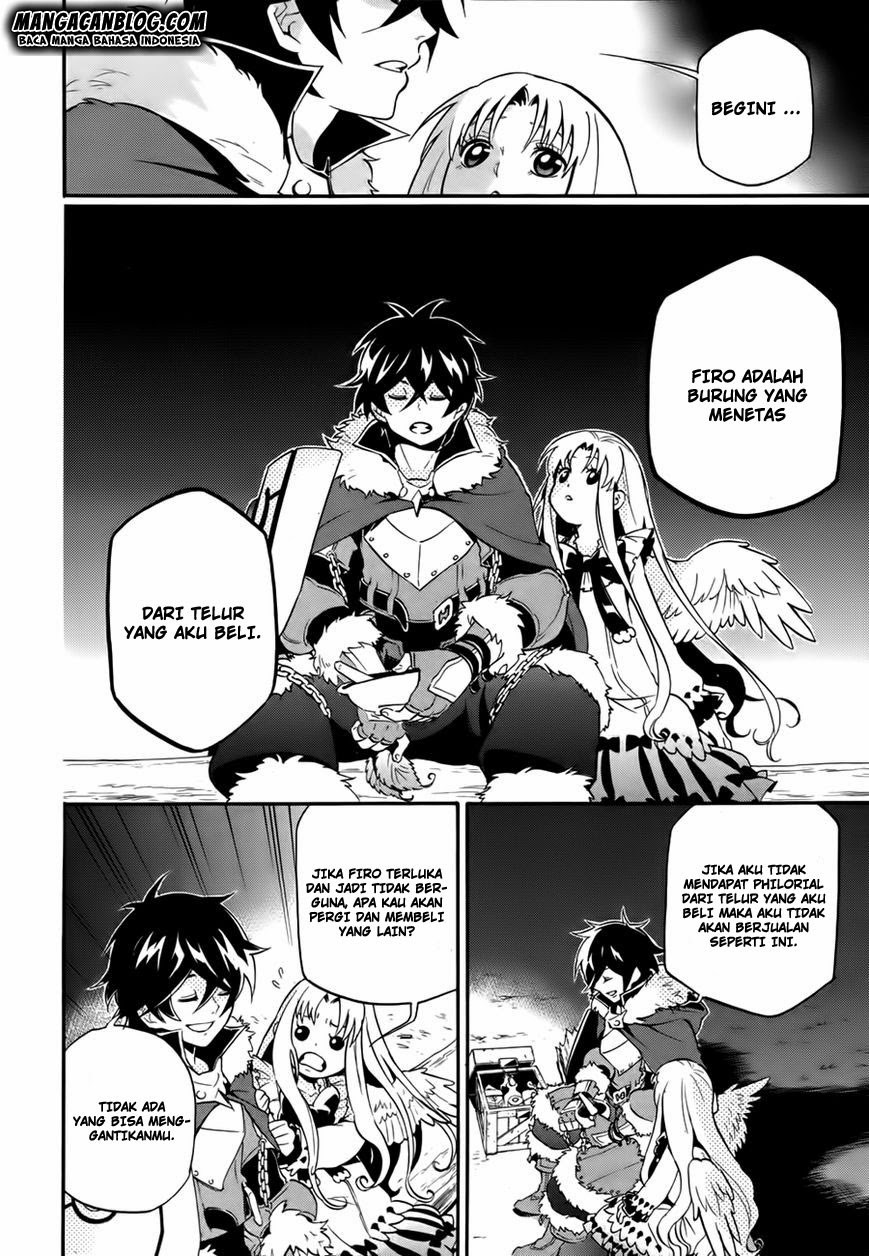 MANGACANBLOG.COM
BACA MANGA BAHASA INDONESIA
BEGINI ...
FIRO ADALAH
BURUNG YANG
MENETAS
DARI TELUR
YANG AKU BELI.
JIKA AKU TIDAK
MENDAPAT PHILORIAL
DARI TELUR YANG AKU
BELI MAKA AKU TIDAK
AKAN BERJUALAN
SEPERTI INI.
JIKA FIRO TERLUKA
DAN JADI TIDAK BER-
GUNA, APA KAU AKAN
PERGI DAN MEMBELI
YANG LAIN?
TIDAK ADA
YANG BISA MENG-
GANTIKANMU.